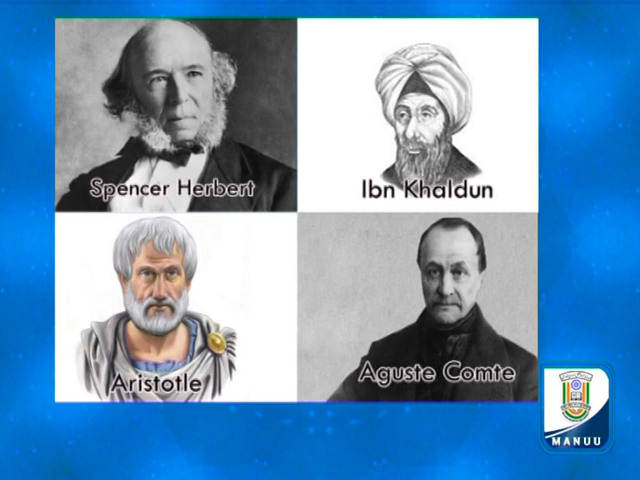 Spencer Herbert
Ibn Khaldun
Aristotle
Aguste Comte
MANUU